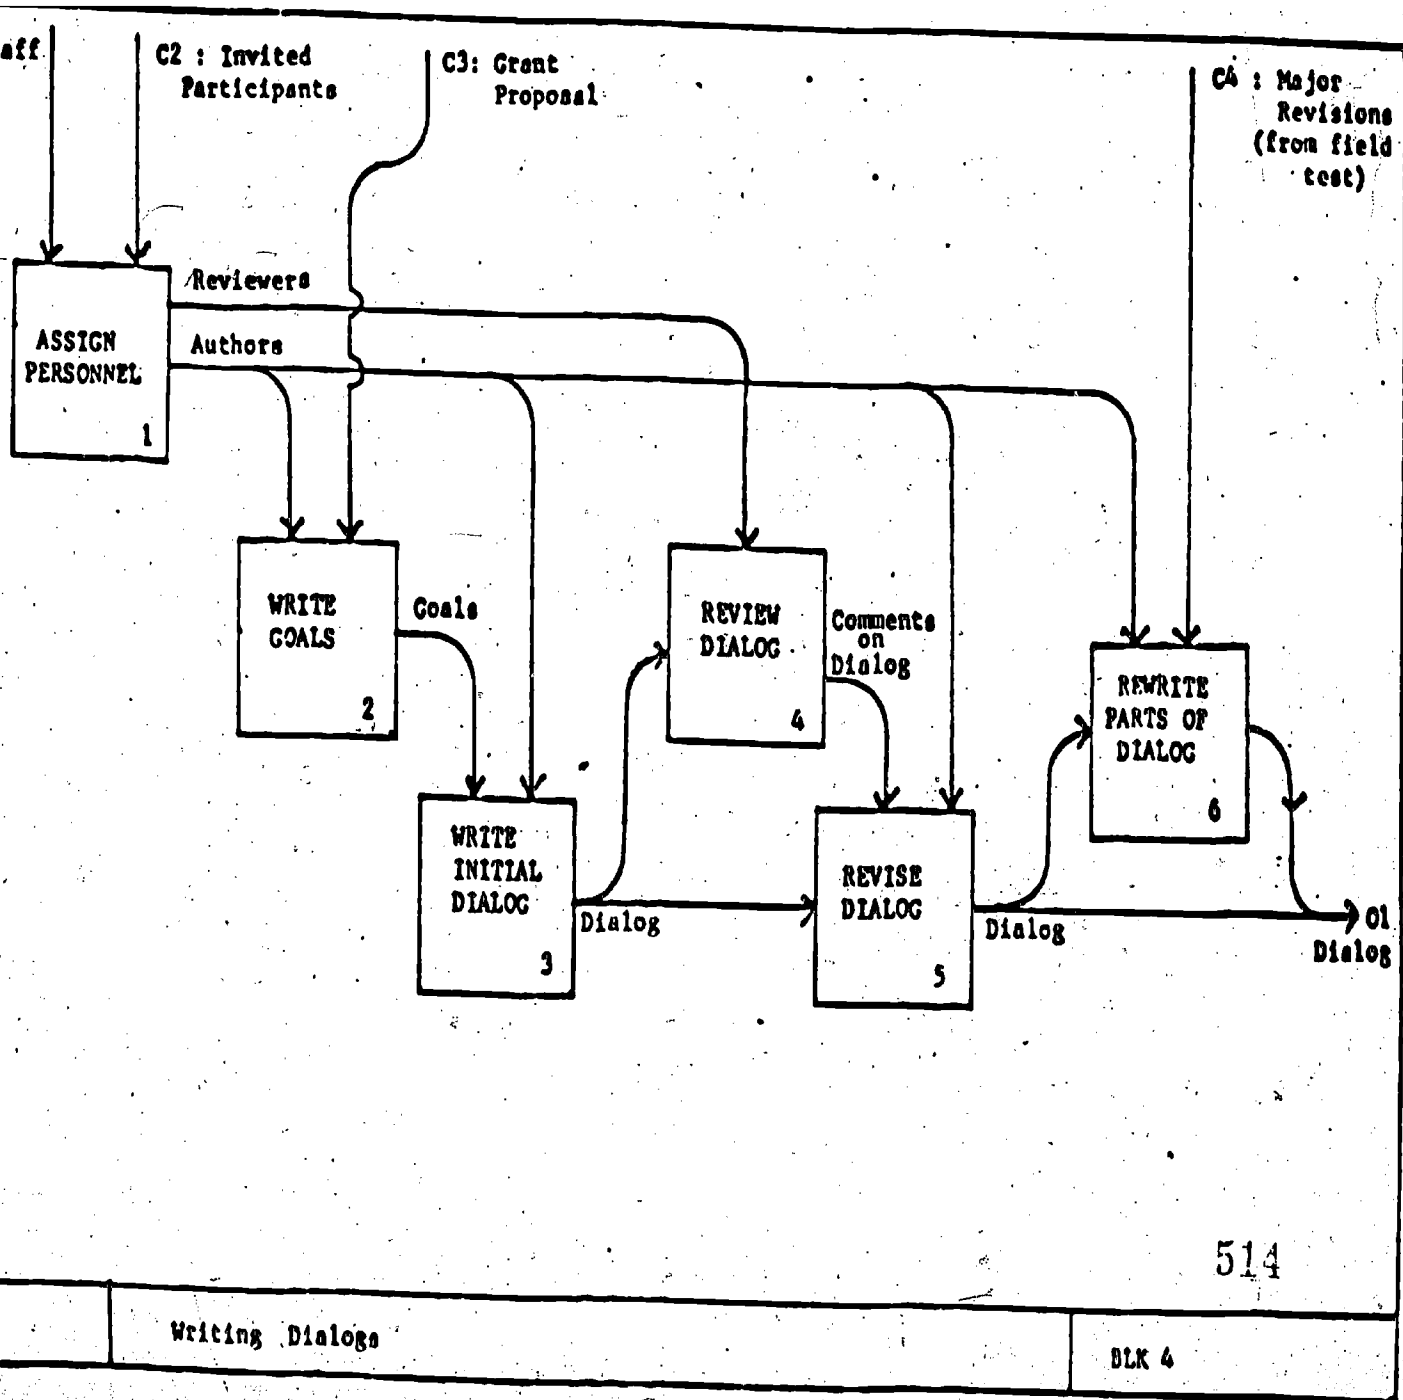 aff
C2 : Invited
Participants
C3: Grant
Proposal
C4 : Major
Revisions
(from field
test)
Reviewers
Authors
ASSIGN
PERSONNEL
1
WRITE
GOALS
2
Goals
REVIEW
DIALOG
4
Comments
on
Dialog
REWRITE
PARTS OF
DIALOG
6
WRITE
INITIAL
DIALOG
3
Dialog
REVISE
DIALOG
5
Dialog
O1
Dialog
514
Writing Dialogs
BLK 4